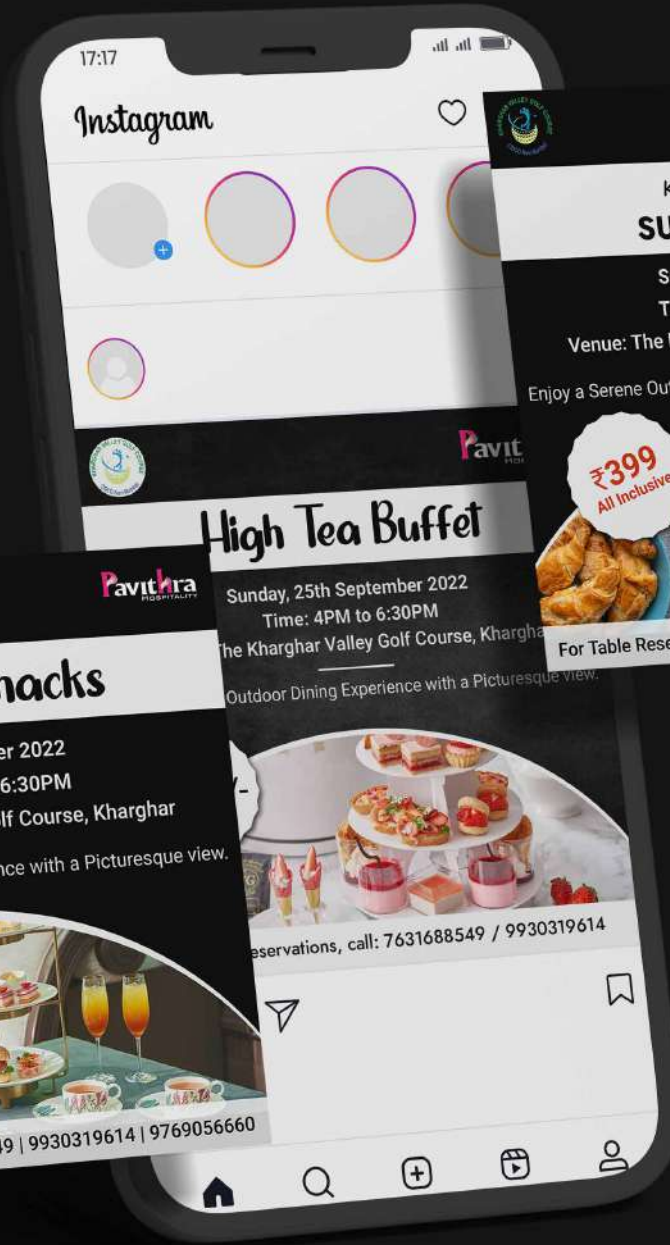 17:17
Instagram
Pavit
High Tea Buffet
Sunday, 25th September 2022
Time: 4PM to 6:30PM
The Kharghar Valley Golf Course, Khargha
Outdoor Dining Experience with a Picturesque view.
/-
eservations, call: 7631688549 / 9930319614
Pavithra
HOSPITALITY
nacks
er 2022
6:30PM
lf Course, Kharghar
nce with a Picturesque view.
49 | 9930319614 | 9769056660
k
SU
S
T
Venue: The
Enjoy a Serene Out
₹399
All Inclusive
For Table Rese